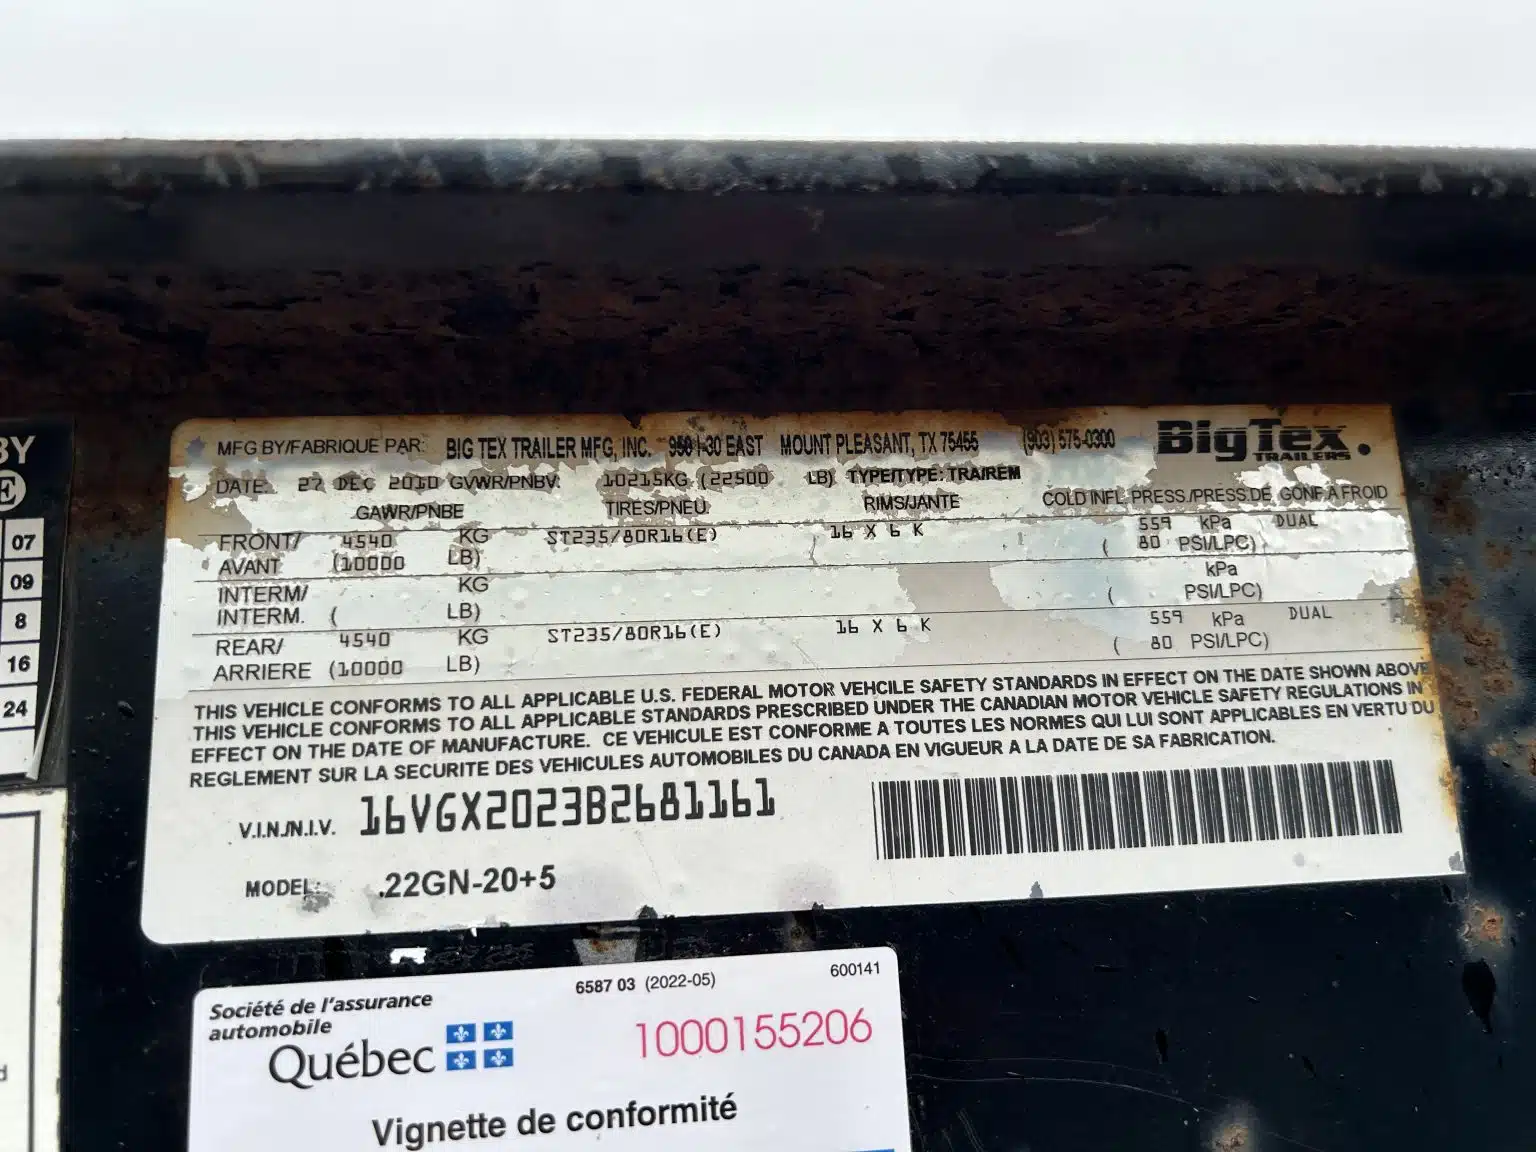 BY
E
07
09
8
16
24
d
MFG BY/FABRIQUE PAR: BIG TEX TRAILER MFG, INC. 950 I-30 EAST MOUNT PLEASANT, TX 75455 (903) 575-0300 BigTex.
TRAILERS
DATE: 27 DEC 2010 GVWR/PNBV: 10215KG (22500 LB) TYPE/TYPE: TRA/REM
GAWR/PNBE TIRES/PNEU. RIMS/JANTE COLD INFL.PRESS./PRESS.DE GONF.A FROID
FRONT/ 4540 KG ST235/80R16(E) 16 X 6 K 559 kPa DUAL
AVANT (10000 LB) ( 80 PSI/LPC)
INTERM/ KG kPa
INTERM. ( LB) ( PSI/LPC)
REAR/ 4540 KG ST235/80R16(E) 16 X 6 K 559 kPa DUAL
ARRIERE (10000 LB) ( 80 PSI/LPC)
THIS VEHICLE CONFORMS TO ALL APPLICABLE U.S. FEDERAL MOTOR VEHCILE SAFETY STANDARDS IN EFFECT ON THE DATE SHOWN ABOVE
THIS VEHICLE CONFORMS TO ALL APPLICABLE STANDARDS PRESCRIBED UNDER THE CANADIAN MOTOR VEHICLE SAFETY REGULATIONS IN
EFFECT ON THE DATE OF MANUFACTURE. CE VEHICULE EST CONFORME A TOUTES LES NORMES QUI LUI SONT APPLICABLES EN VERTU DU
REGLEMENT SUR LA SECURITE DES VEHICULES AUTOMOBILES DU CANADA EN VIGUEUR A LA DATE DE SA FABRICATION.
V.I.N./N.I.V. 16VGX2023B2681161
MODEL: .22GN-20+5
Société de l'assurance
automobile
Québec
6587 03 (2022-05) 600141
1000155206
Vignette de conformité